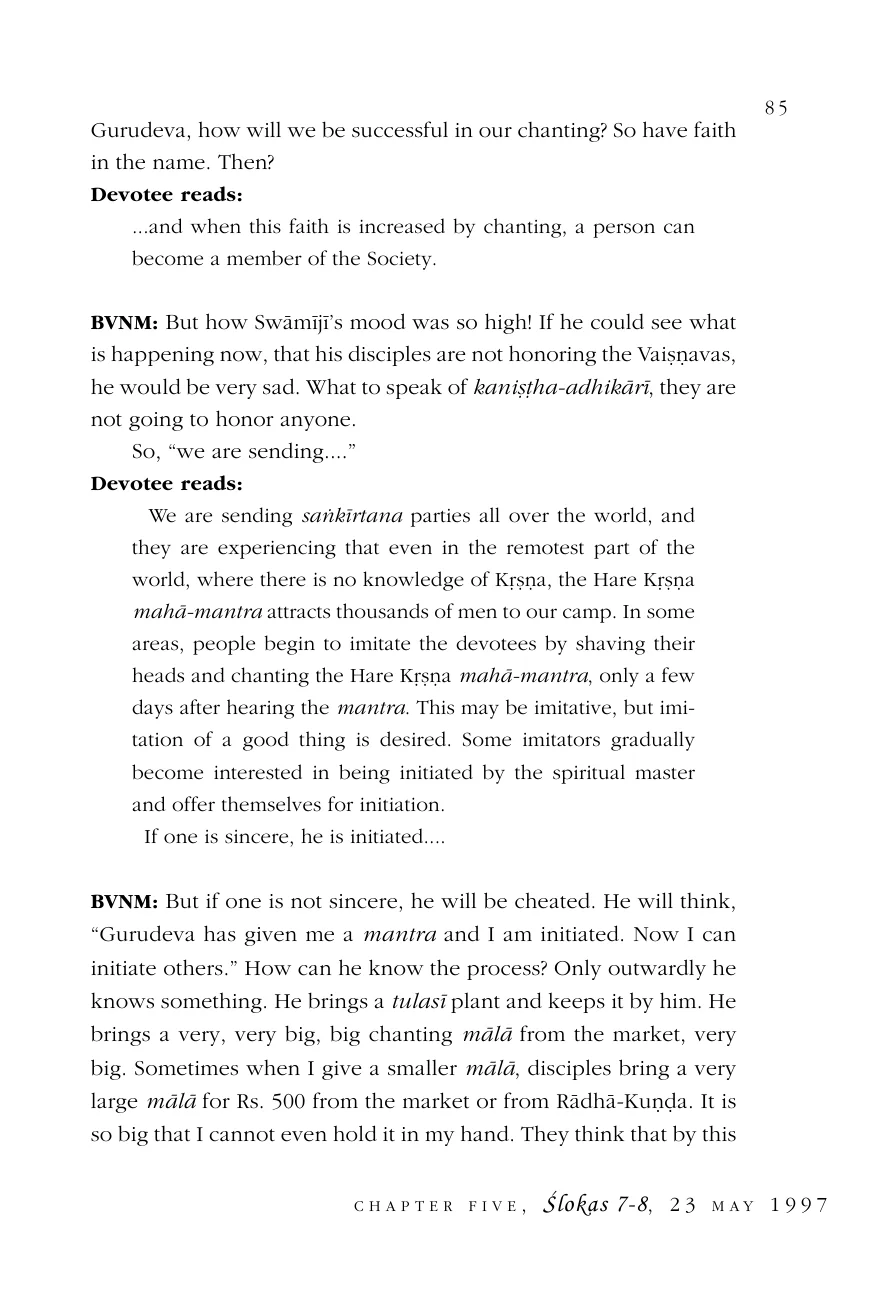 85
Gurudeva, how will we be successful in our chanting? So have faith
in the name. Then?
Devotee reads:
...and when this faith is increased by chanting, a person can
become a member of the Society.
BVNM: But how Swāmījī’s mood was so high! If he could see what
is happening now, that his disciples are not honoring the Vaiṣṇavas,
he would be very sad. What to speak of kaniṣṭha-adhikārī, they are
not going to honor anyone.
So, “we are sending....”
Devotee reads:
We are sending saṅkīrtana parties all over the world, and
they are experiencing that even in the remotest part of the
world, where there is no knowledge of Kṛṣṇa, the Hare Kṛṣṇa
mahā-mantra attracts thousands of men to our camp. In some
areas, people begin to imitate the devotees by shaving their
heads and chanting the Hare Kṛṣṇa mahā-mantra, only a few
days after hearing the mantra. This may be imitative, but imi-
tation of a good thing is desired. Some imitators gradually
become interested in being initiated by the spiritual master
and offer themselves for initiation.
If one is sincere, he is initiated....
BVNM: But if one is not sincere, he will be cheated. He will think,
“Gurudeva has given me a mantra and I am initiated. Now I can
initiate others.” How can he know the process? Only outwardly he
knows something. He brings a tulasī plant and keeps it by him. He
brings a very, very big, big chanting mālā from the market, very
big. Sometimes when I give a smaller mālā, disciples bring a very
large mālā for Rs. 500 from the market or from Rādhā-Kuṇḍa. It is
so big that I cannot even hold it in my hand. They think that by this
CHAPTER FIVE, Ślokas 7-8, 23 MAY 1997